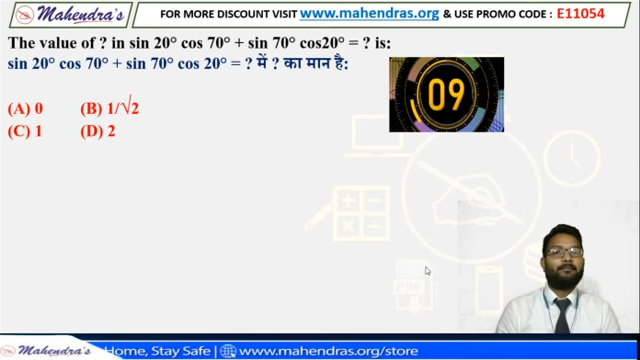 Mahendra's
FOR MORE DISCOUNT VISIT www.mahendras.org & USE PROMO CODE : E11054
The value of ? in sin 20° cos 70° + sin 70° cos20° = ? is:
sin 20° cos 70° + sin 70° cos 20° = ? में ? का मान है:
09
(A) 0 (B) 1/√2
(C) 1 (D) 2
PDF
Mahendra's Home, Stay Safe | www.mahendras.org/store